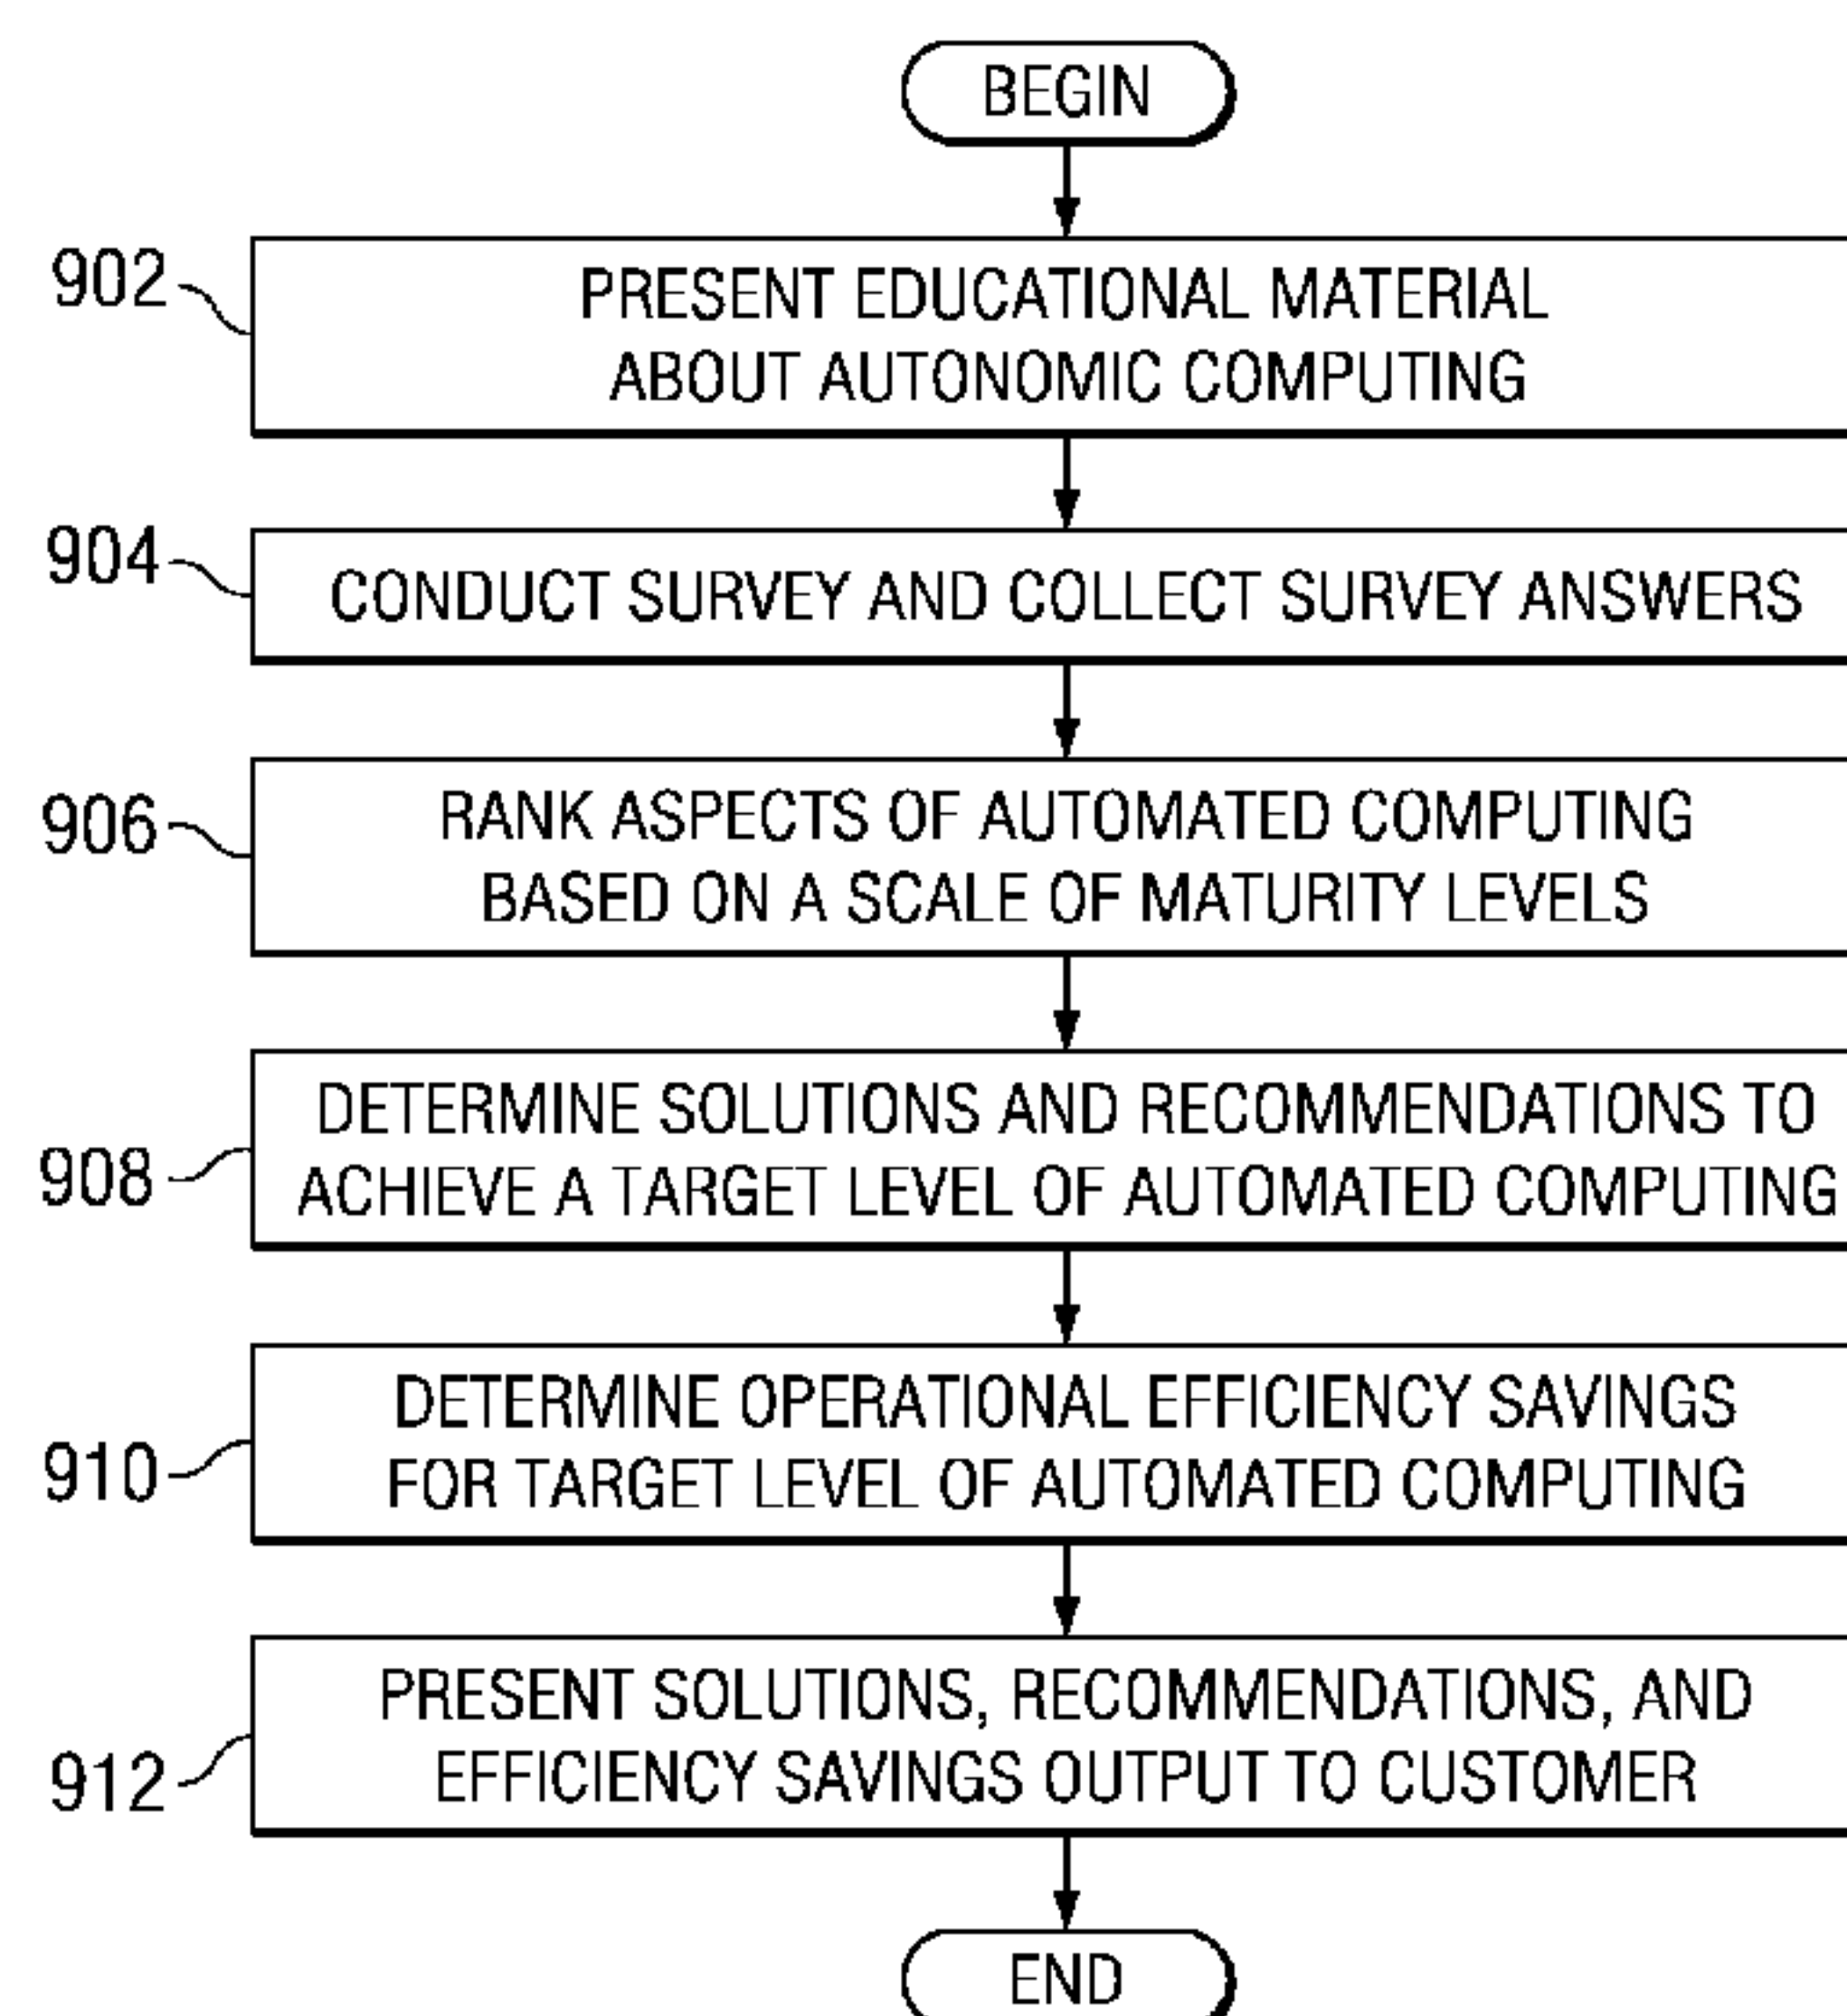 BEGIN
902
PRESENT EDUCATIONAL MATERIAL
ABOUT AUTONOMIC COMPUTING
904
CONDUCT SURVEY AND COLLECT SURVEY ANSWERS
906
RANK ASPECTS OF AUTOMATED COMPUTING
BASED ON A SCALE OF MATURITY LEVELS
908
DETERMINE SOLUTIONS AND RECOMMENDATIONS TO
ACHIEVE A TARGET LEVEL OF AUTOMATED COMPUTING
910
DETERMINE OPERATIONAL EFFICIENCY SAVINGS
FOR TARGET LEVEL OF AUTOMATED COMPUTING
912
PRESENT SOLUTIONS, RECOMMENDATIONS, AND
EFFICIENCY SAVINGS OUTPUT TO CUSTOMER
END